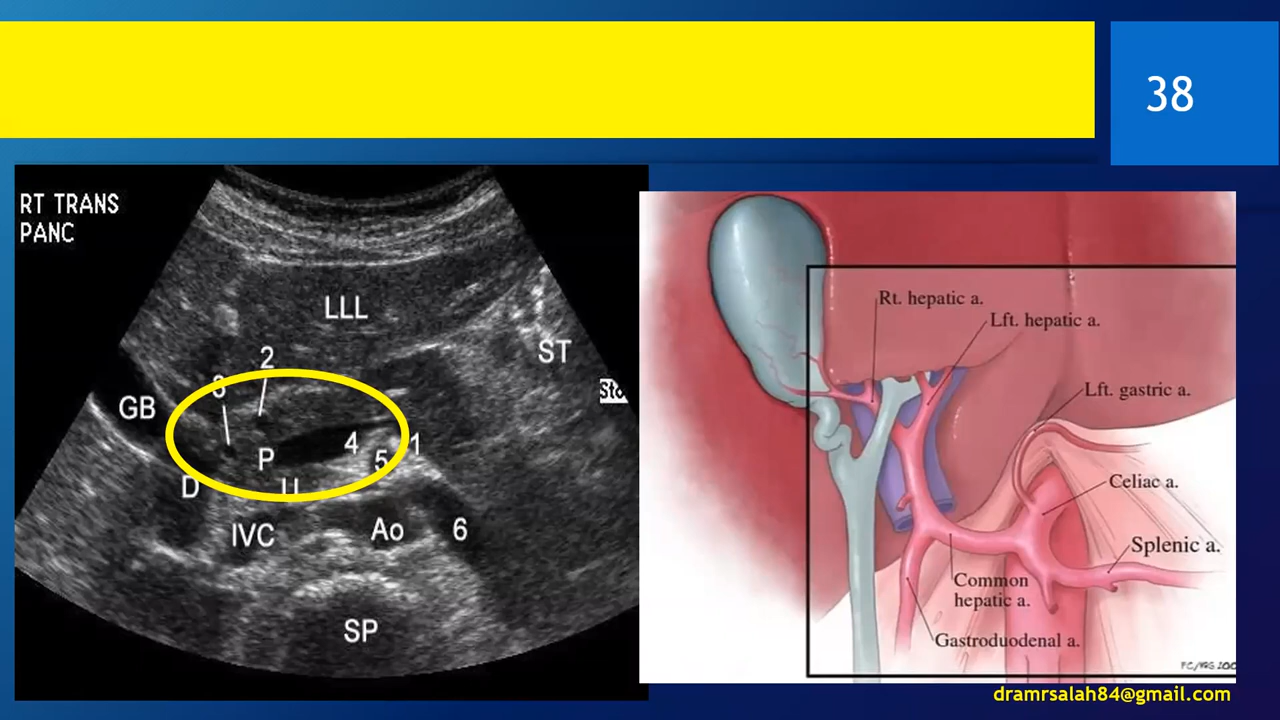 38
RT TRANS
PANC
LLL
2
ST
3
GB
Sto
P
4
5
1
D
U
IVC
Ao
6
SP
Rt. hepatic a.
Lft. hepatic a.
Lft. gastric a.
Celiac a.
Splenic a.
Common
hepatic a.
Gastroduodenal a.
dramrsalah84@gmail.com